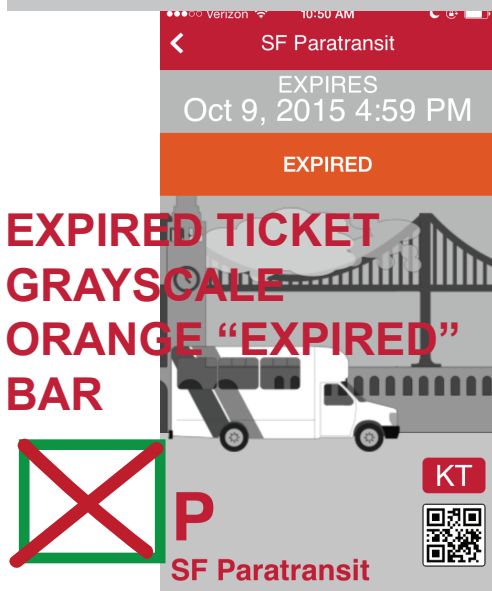 ●●●○○ Verizon 10:50 AM
SF Paratransit
EXPIRES
Oct 9, 2015 4:59 PM
EXPIRED
EXPIRED TICKET
GRAYSCALE
ORANGE “EXPIRED”
BAR
KT
P
SF Paratransit